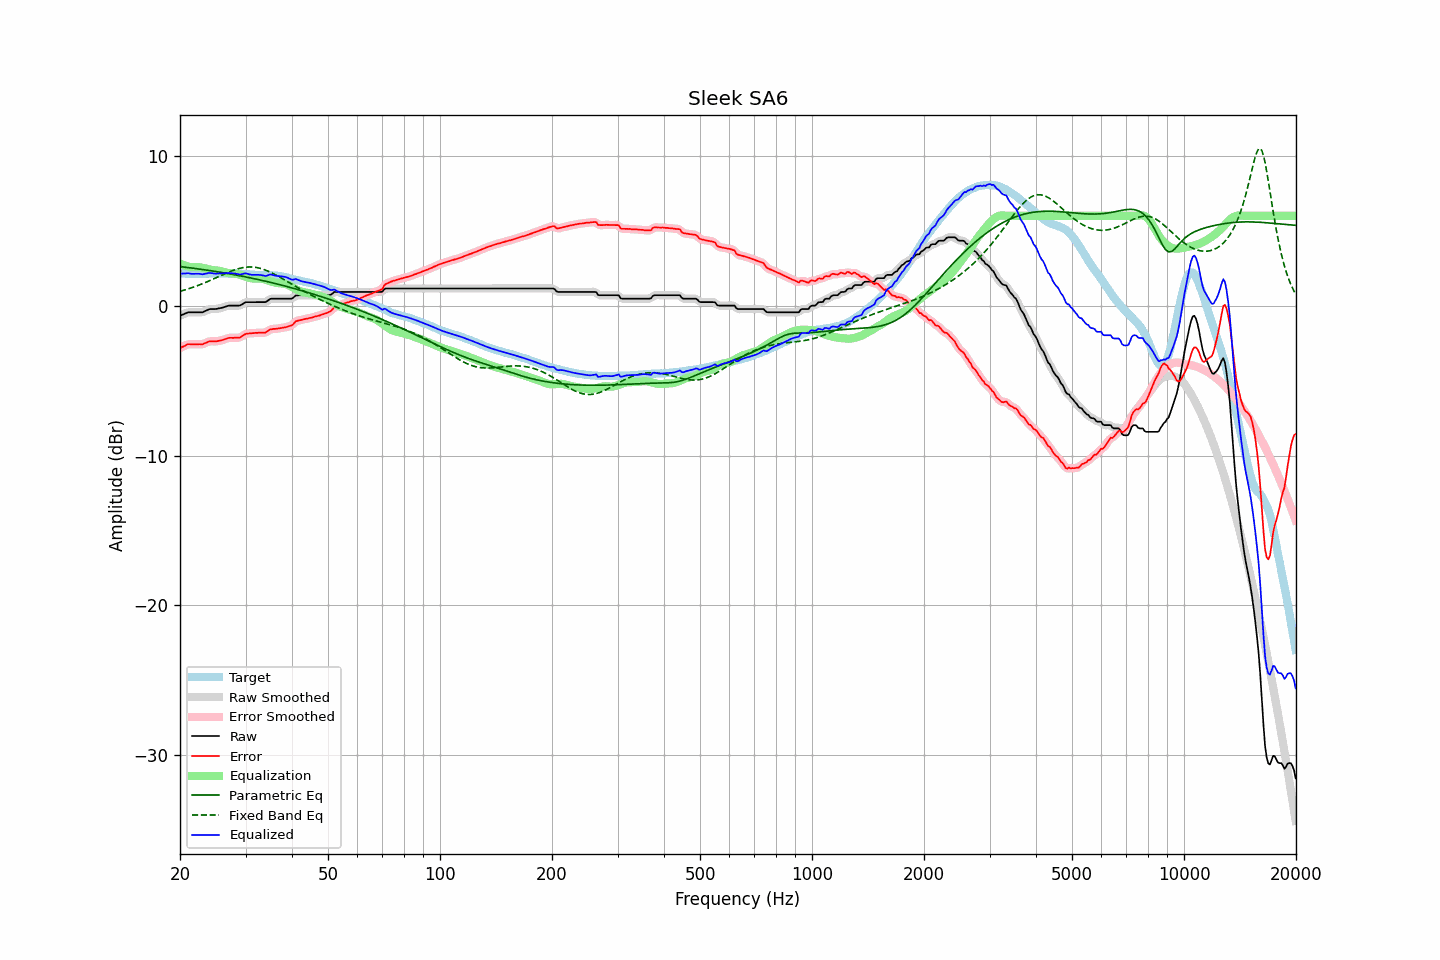 Sleek SA6
Amplitude (dBr)
10
0
−10
−20
−30
Target
Raw Smoothed
Error Smoothed
Raw
Error
Equalization
Parametric Eq
Fixed Band Eq
Equalized
20 50 100 200 500 1000 2000 5000 10000 20000
Frequency (Hz)